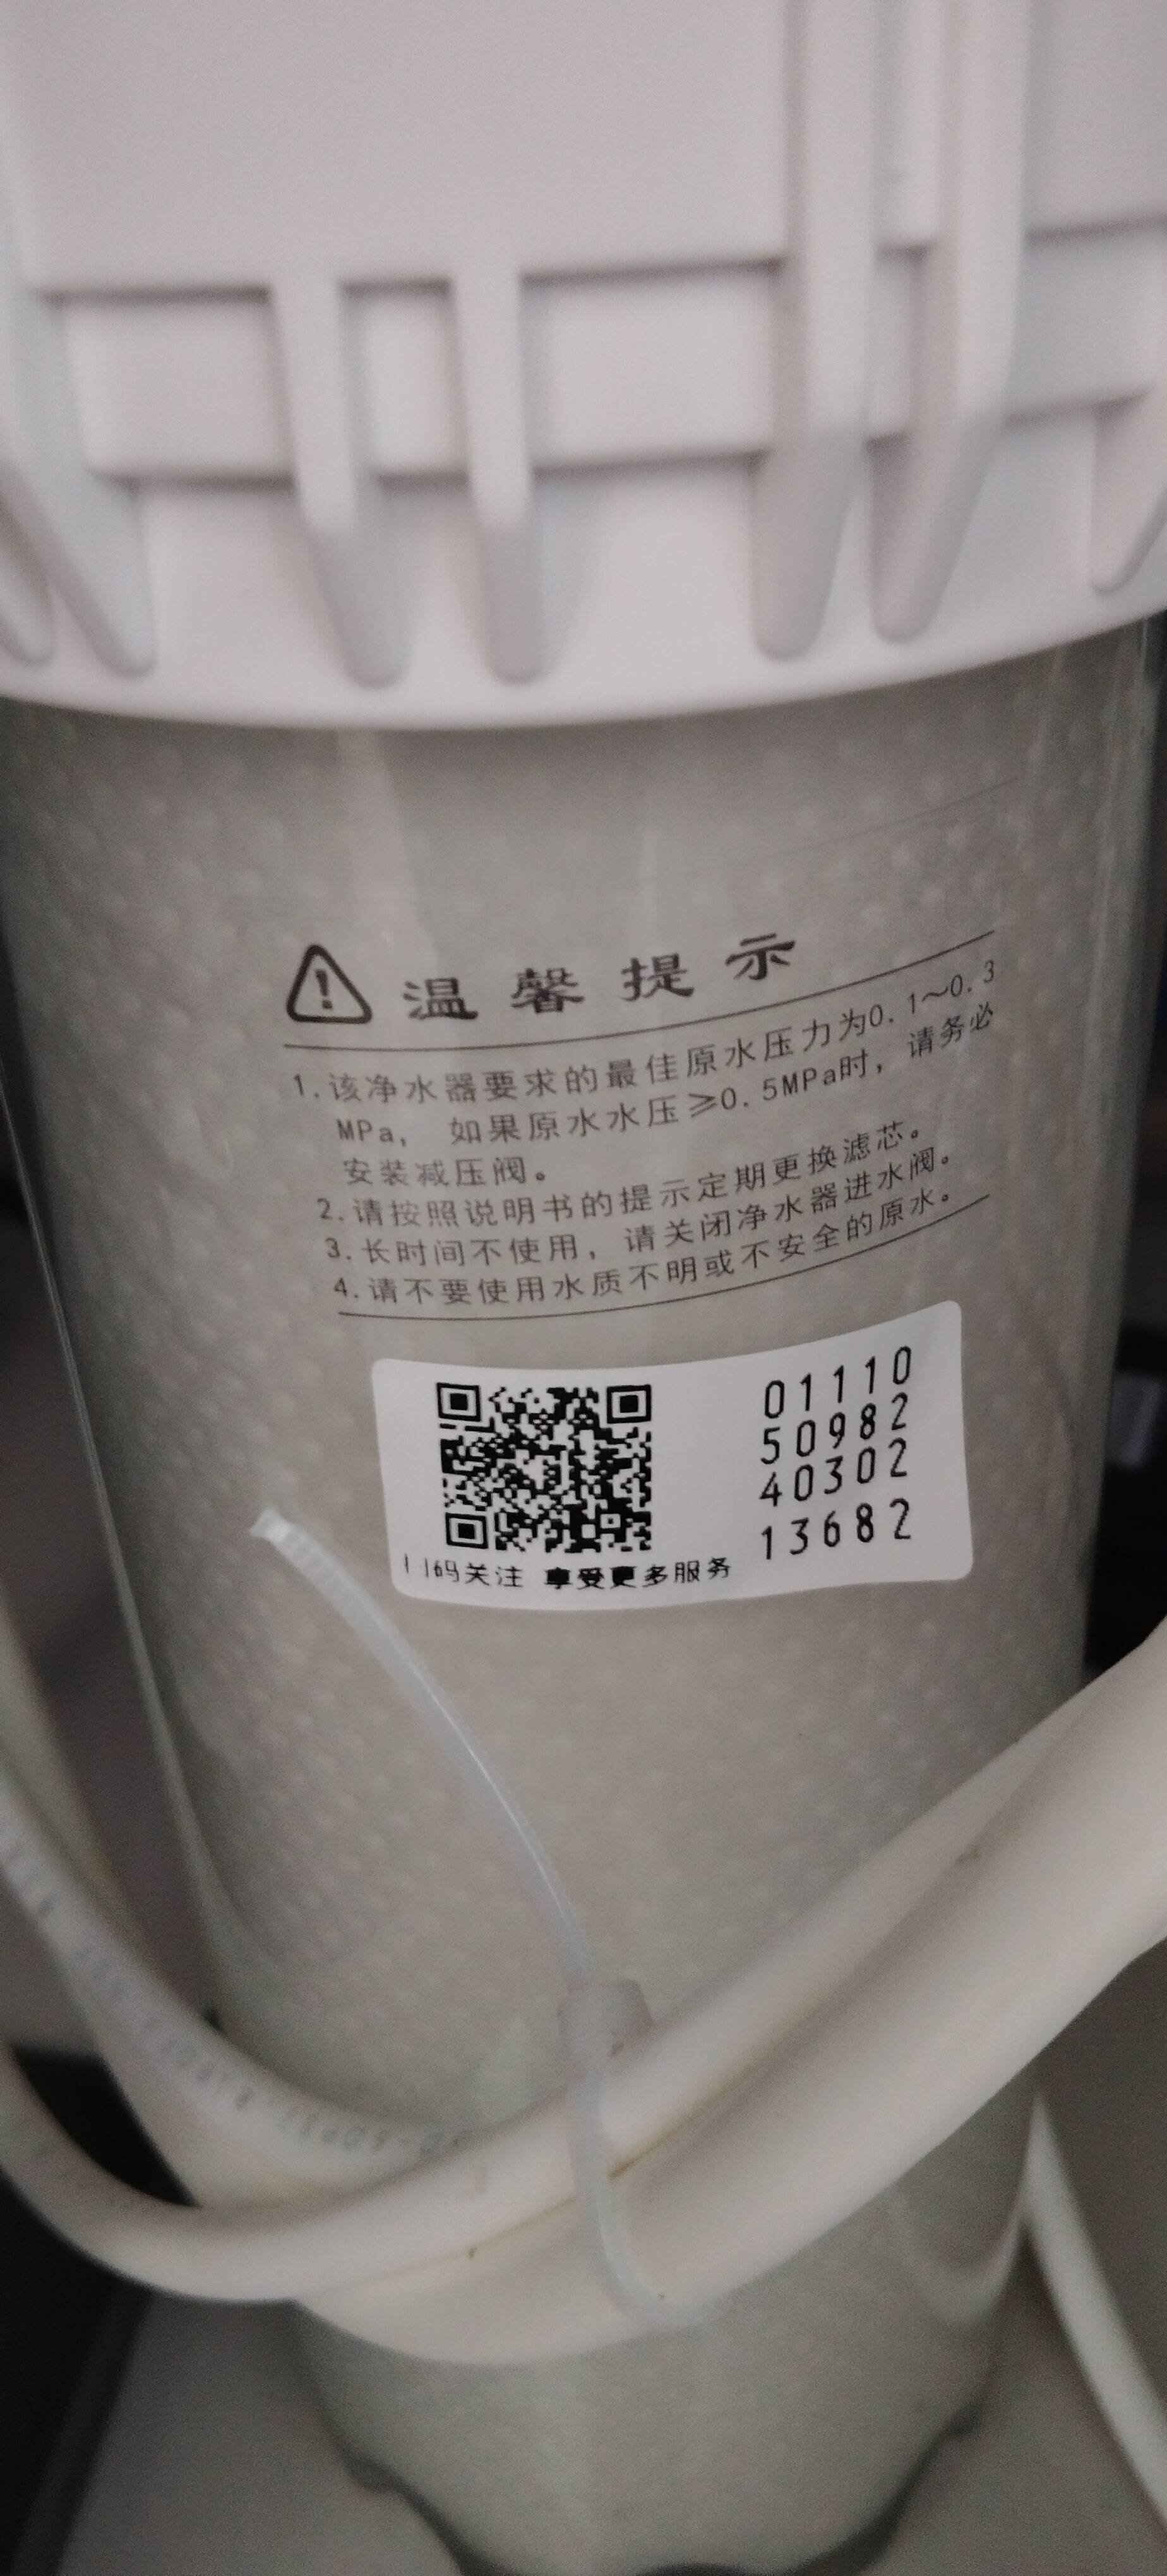 温馨提示
1.该净水器要求的最佳原水压力为0.1～0.3
MPa，如果原水水压≥0.5MPa时，请务必
安装减压阀。
2.请按照说明书的提示定期更换滤芯。
3.长时间不使用，请关闭净水器进水阀。
4.请不要使用水质不明或不安全的原水。
01110
50982
40302
13682
关注 享受更多服务